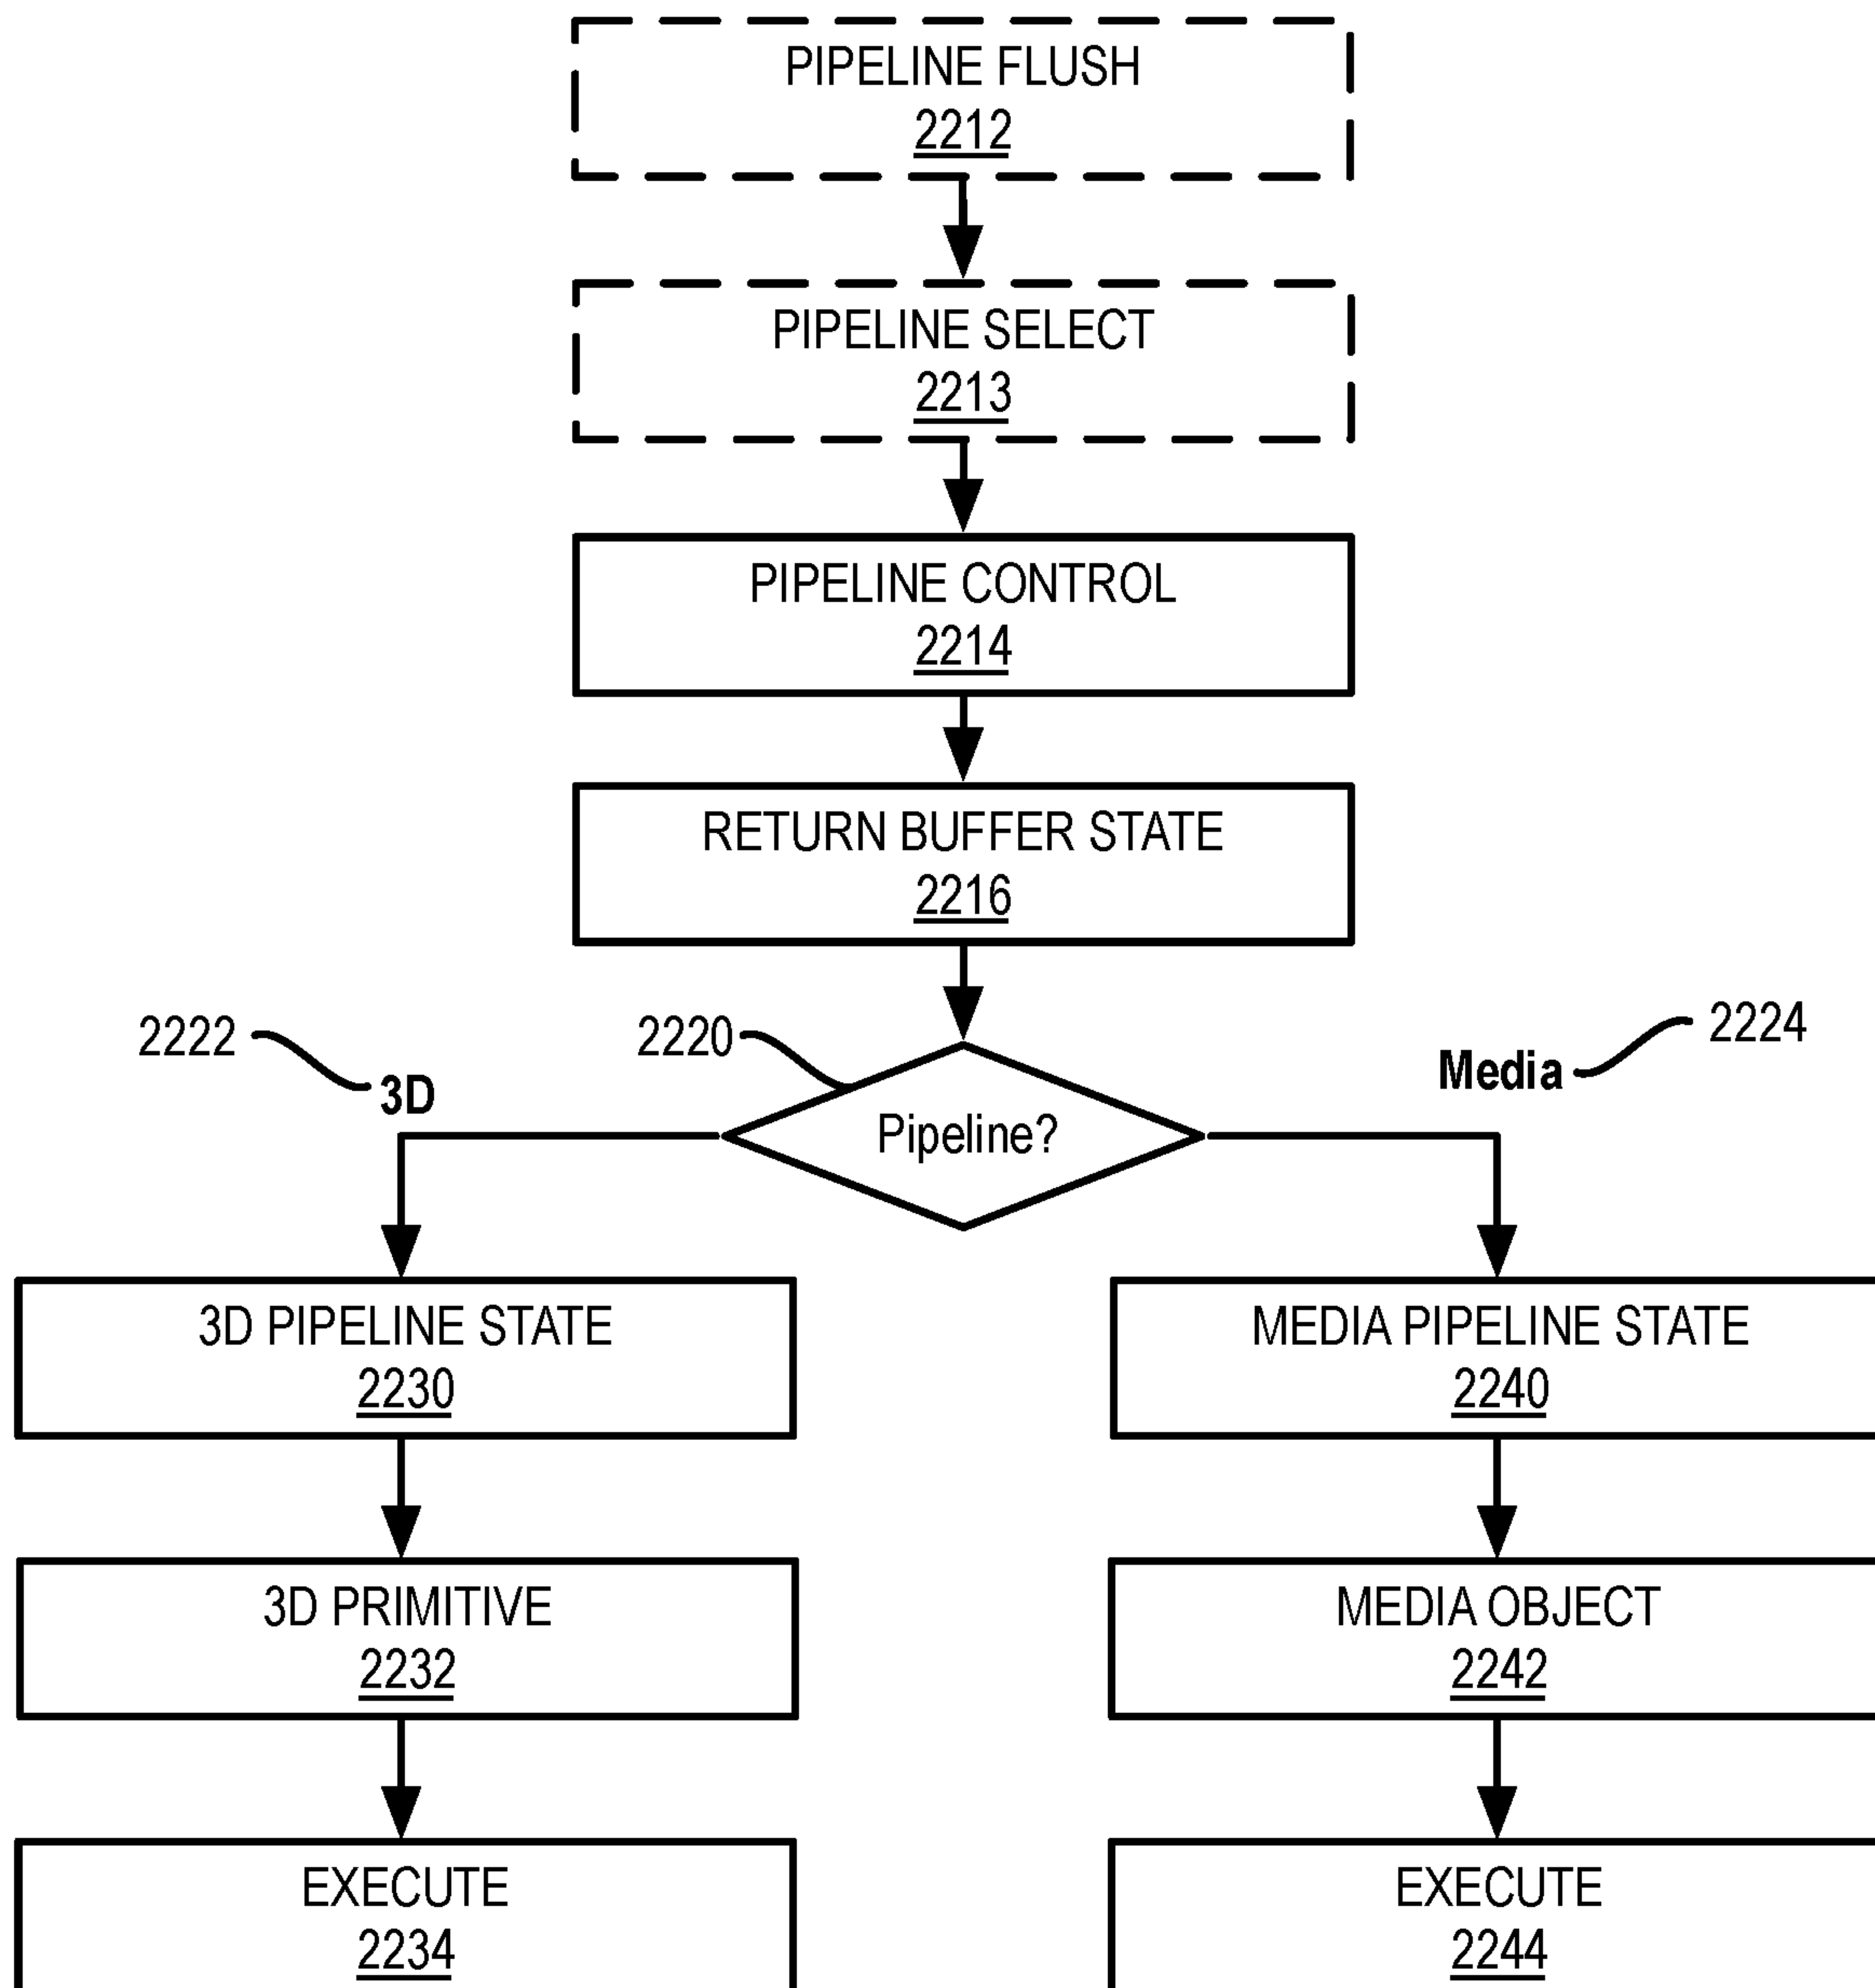 PIPELINE FLUSH
2212
PIPELINE SELECT
2213
PIPELINE CONTROL
2214
RETURN BUFFER STATE
2216
2222
2220
2224
3D
Media
Pipeline?
3D PIPELINE STATE
2230
MEDIA PIPELINE STATE
2240
3D PRIMITIVE
2232
MEDIA OBJECT
2242
EXECUTE
2234
EXECUTE
2244